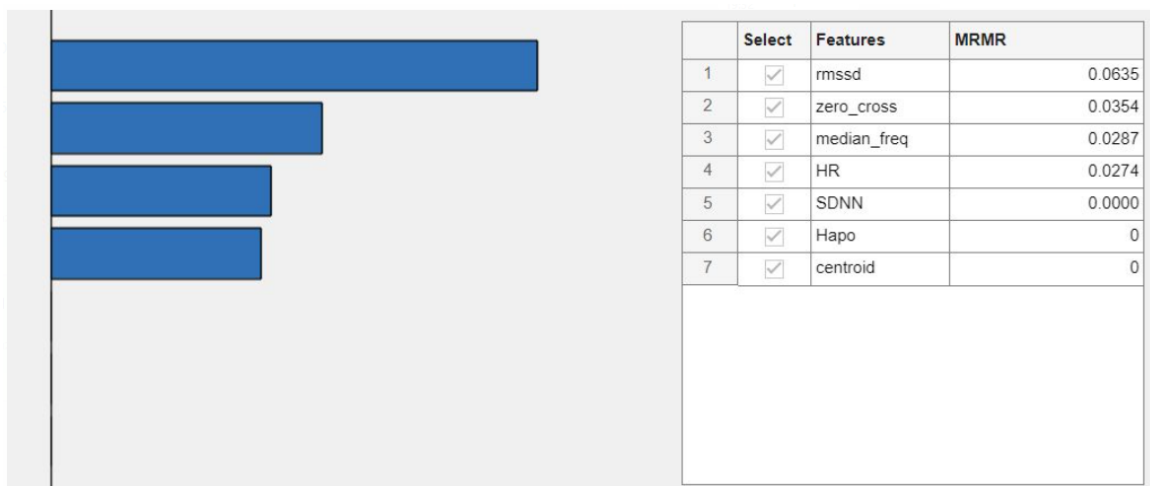 Select Features MRMR
1 rmssd 0.0635
2 zero_cross 0.0354
3 median_freq 0.0287
4 HR 0.0274
5 SDNN 0.0000
6 Hapo 0
7 centroid 0